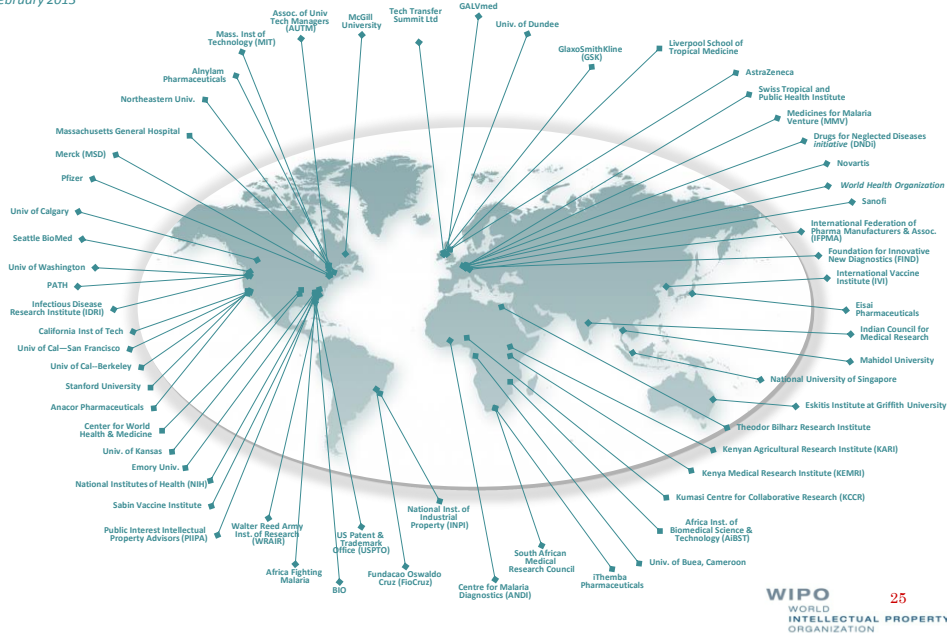 February 2013
Assoc. of Univ
Tech Managers
(AUTM)
McGill
University
Tech Transfer
Summit Ltd
GALVmed
Univ. of Dundee
Mass. Inst of
Technology (MIT)
GlaxoSmithKline
(GSK)
Liverpool School of
Tropical Medicine
Alnylam
Pharmaceuticals
AstraZeneca
Northeastern Univ.
Swiss Tropical and
Public Health Institute
Massachusetts General Hospital
Medicines for Malaria
Venture (MMV)
Merck (MSD)
Drugs for Neglected Diseases
initiative (DNDi)
Pfizer
Novartis
World Health Organization
Univ of Calgary
Sanofi
Seattle BioMed
International Federation of
Pharma Manufacturers & Assoc.
(IFPMA)
Univ of Washington
Foundation for Innovative
New Diagnostics (FIND)
PATH
International Vaccine
Institute (IVI)
Infectious Disease
Research Institute (IDRI)
Eisai
Pharmaceuticals
California Inst of Tech
Indian Council for
Medical Research
Univ of Cal—San Francisco
Mahidol University
Univ of Cal--Berkeley
National University of Singapore
Stanford University
Anacor Pharmaceuticals
Eskitis Institute at Griffith University
Center for World
Health & Medicine
Theodor Bilharz Research Institute
Univ. of Kansas
Kenyan Agricultural Research Institute (KARI)
Emory Univ.
Kenya Medical Research Institute (KEMRI)
National Institutes of Health (NIH)
Kumasi Centre for Collaborative Research (KCCR)
Sabin Vaccine Institute
Public Interest Intellectual
Property Advisors (PIIPA)
Walter Reed Army
Inst. of Research
(WRAIR)
US Patent &
Trademark
Office (USPTO)
National Inst. of
Industrial
Property (INPI)
Africa Inst. of
Biomedical Science &
Technology (AiBST)
South African
Medical
Research Council
Univ. of Buea, Cameroon
Africa Fighting
Malaria
BIO
Fundacao Oswaldo
Cruz (FioCruz)
Centre for Malaria
Diagnostics (ANDI)
iThemba
Pharmaceuticals
WIPO
25
WORLD
INTELLECTUAL PROPERTY
ORGANIZATION